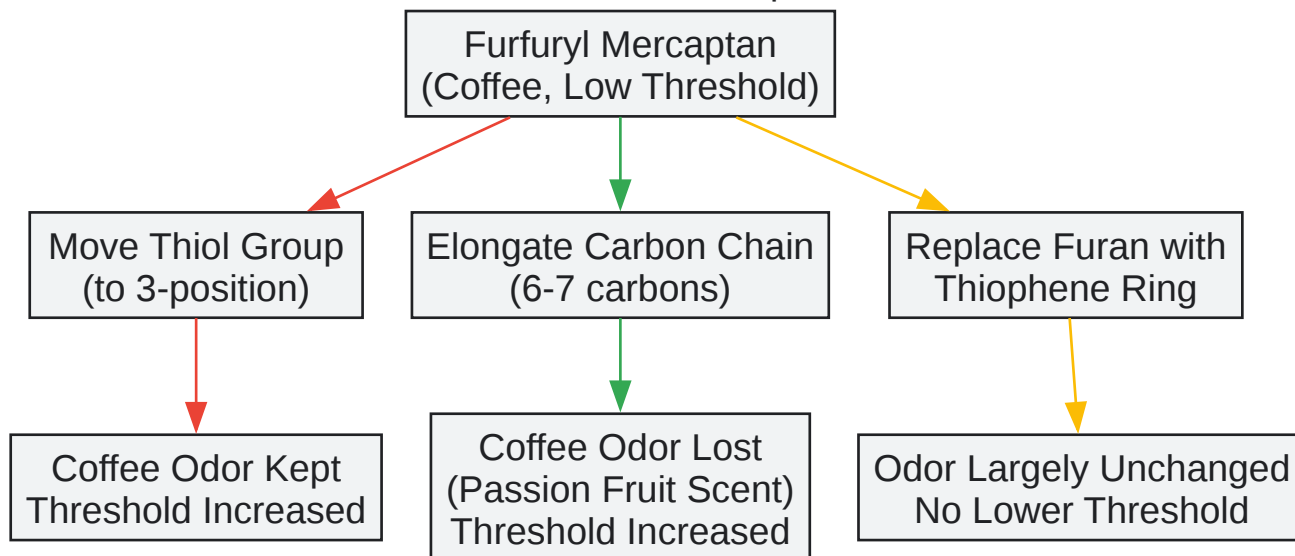 Furfuryl Mercaptan
(Coffee, Low Threshold)
Move Thiol Group
(to 3-position)
Elongate Carbon Chain
(6-7 carbons)
Replace Furan with
Thiophene Ring
Coffee Odor Kept
Threshold Increased
Coffee Odor Lost
(Passion Fruit Scent)
Threshold Increased
Odor Largely Unchanged
No Lower Threshold